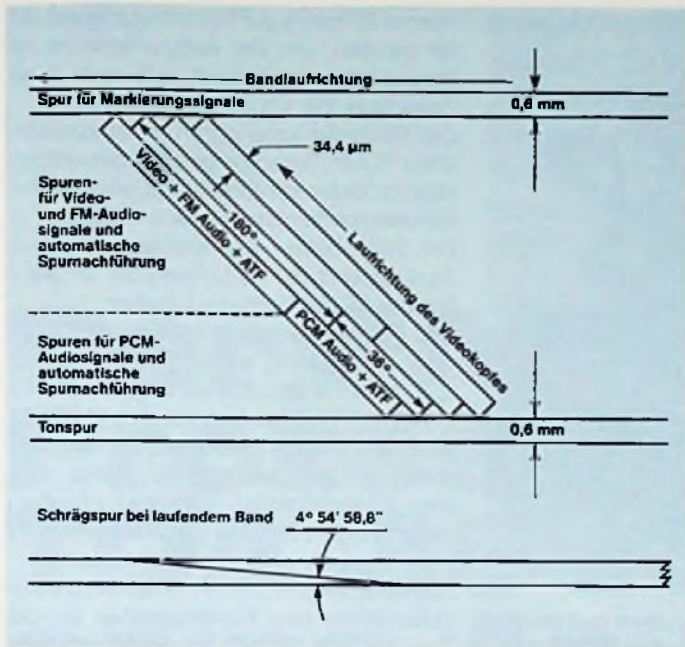 Bandlaufrichtung
Spur für Markierungssignale
0,6 mm
34,4 µm
Spuren-
für Video-
und FM-Audio-
signale und
automatische
Spurnachführung
Video + FM Audio + ATF
180°
Laufrichtung des Videokopfes
Spuren für PCM-
Audiosignale und
automatische
Spurnachführung
PCM Audio + ATF
36°
Tonspur
0,6 mm
Schrägspur bei laufendem Band
4° 54' 58,8"